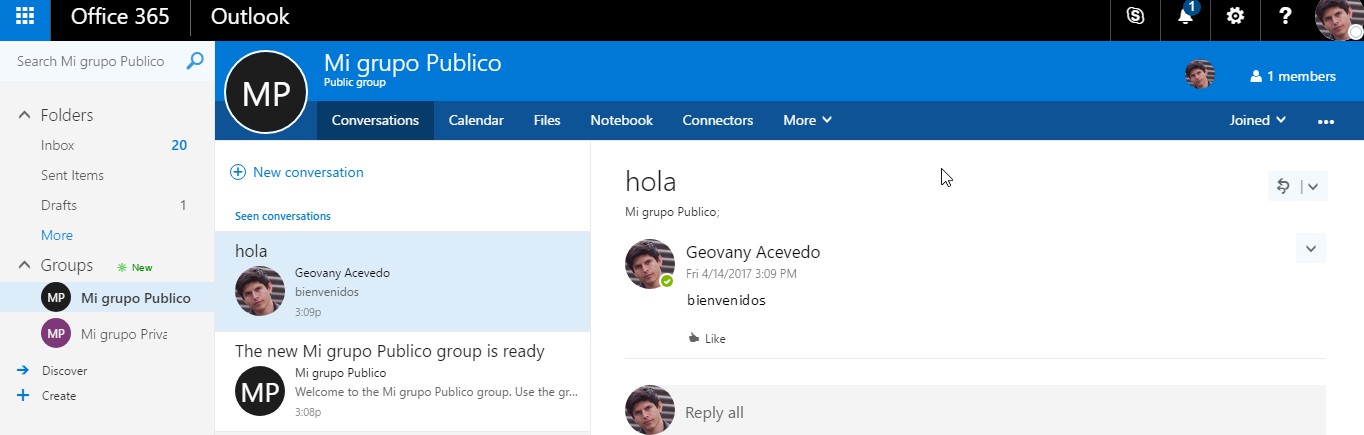 Office 365
Outlook
1
?
Search Mi grupo Publico
MP
Mi grupo Publico
Public group
1 members
Conversations
Calendar
Files
Notebook
Connectors
More
Joined
...
Folders
Inbox 20
Sent Items
Drafts 1
More
Groups New
MP Mi grupo Publico
MP Mi grupo Priva
Discover
Create
New conversation
Seen conversations
hola
Geovany Acevedo
bienvenidos
3:09p
The new Mi grupo Publico group is ready
MP
Mi grupo Publico
Welcome to the Mi grupo Publico group. Use the gr...
3:08p
hola
Mi grupo Publico;
Geovany Acevedo
Fri 4/14/2017 3:09 PM
bienvenidos
Like
Reply all